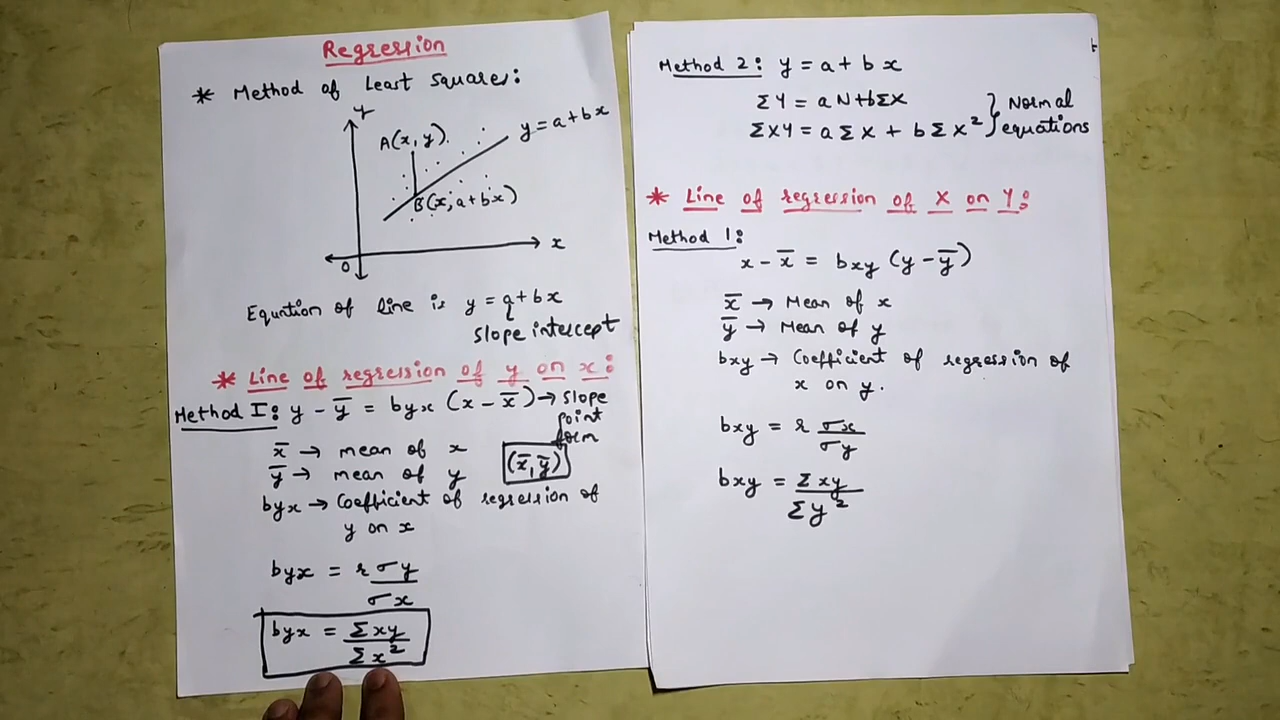 Regression
* Method of Least Square:
Y
A(x, y)
y = a + bx
B(x, a+bx)
x
0
Equntion of line is y = a + bx
slope intercept
* Line of regression of y on x:
Method I: y - ȳ = byx (x - x̄) → slope
point
form
x̄ → mean of x
ȳ → mean of y
(x̄, ȳ)
byx → Coefficient of regression of
y on x
byx = r σy / σx
byx = Σxy / Σx²
Method 2: y = a + bx
ΣY = aN + bΣX
ΣXY = aΣX + bΣX²
} Normal
equations
* Line of regression of X on Y:
Method 1:
x - x̄ = bxy (y - ȳ)
x̄ → Mean of x
ȳ → Mean of y
bxy → Coefficient of regression of
x on y.
bxy = r σx / σy
bxy = Σxy / Σy²